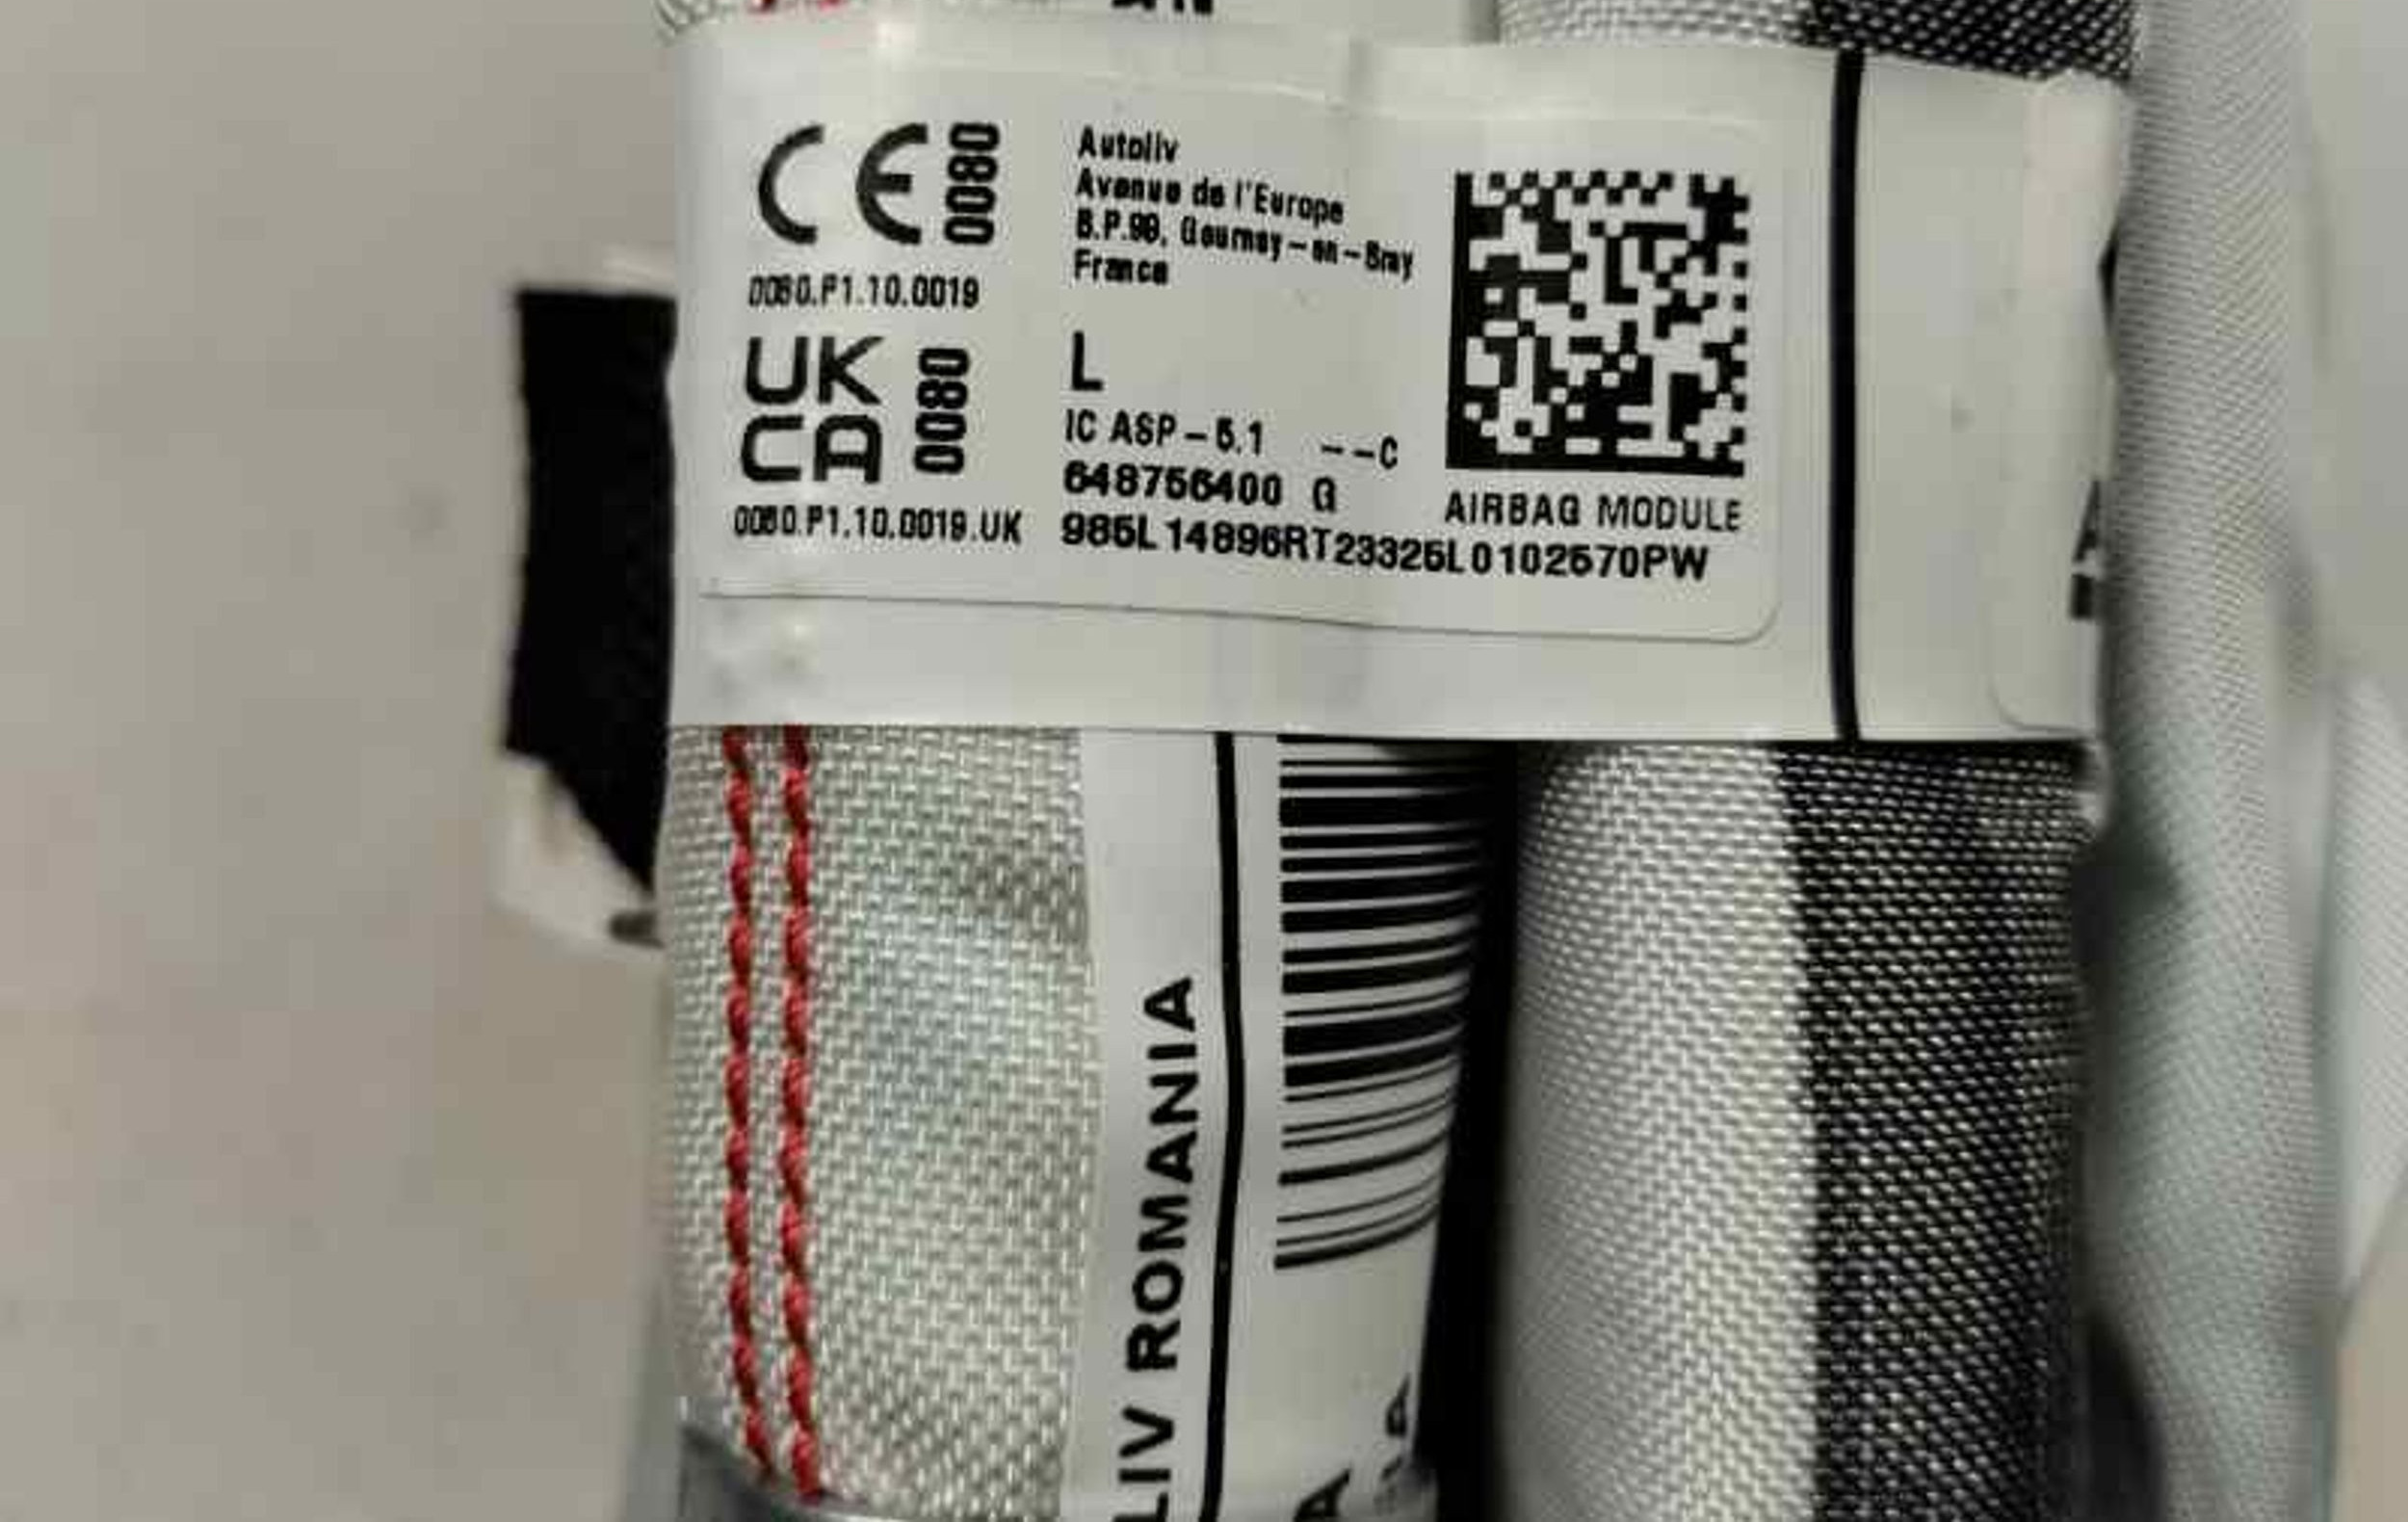 CE 0080
0080.P1.10.0019
UK
CA 0080
0080.P1.10.0019.UK
Autoliv
Avenue de l'Europe
B.P.98, Gournay-en-Bray
France
L
IC ASP-5.1 --C
648756400 G
985L14896RT23325L0102570PW
AIRBAG MODULE
LIV ROMANIA